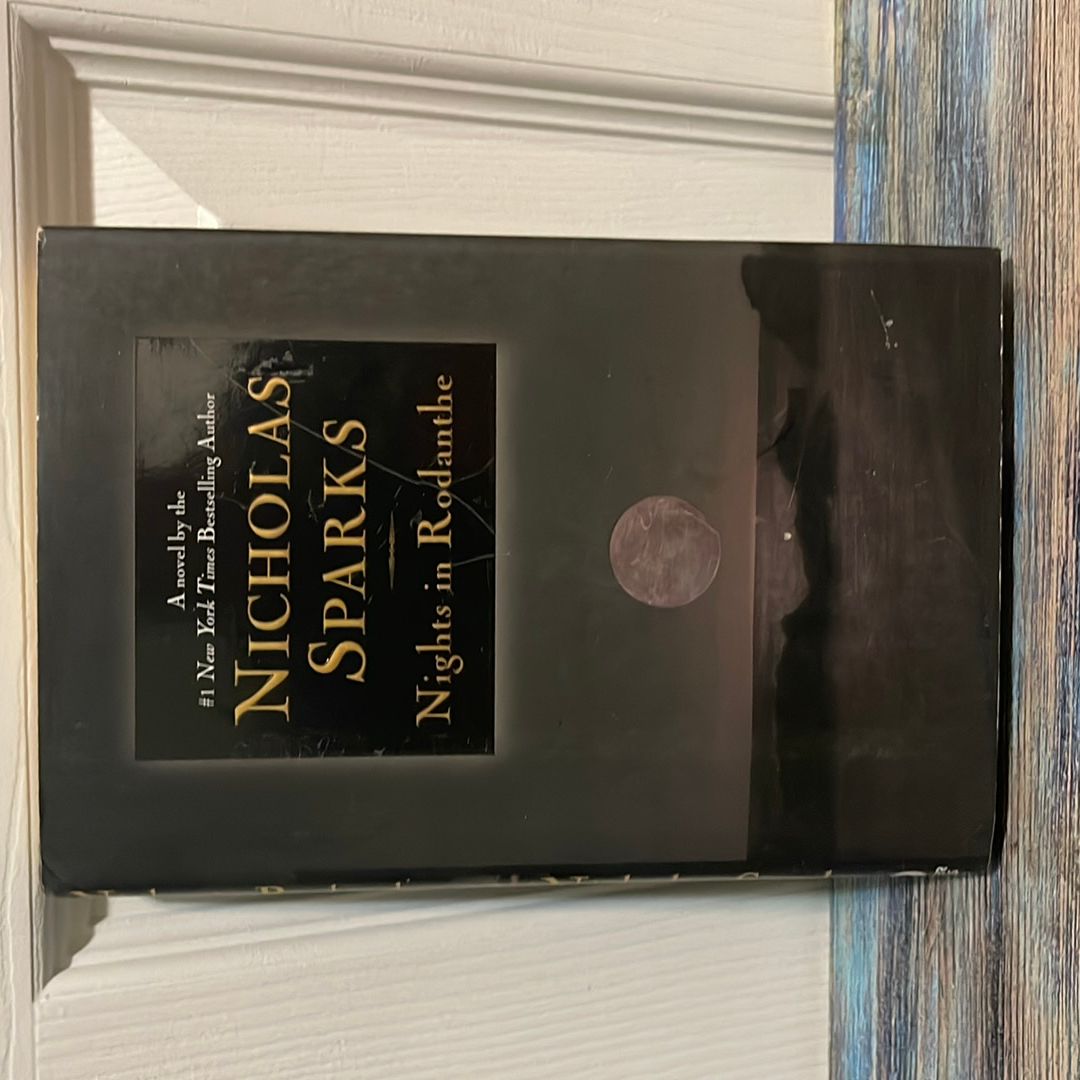 A novel by the
#1 New York Times Bestselling Author
NICHOLAS
SPARKS
Nights in Rodanthe